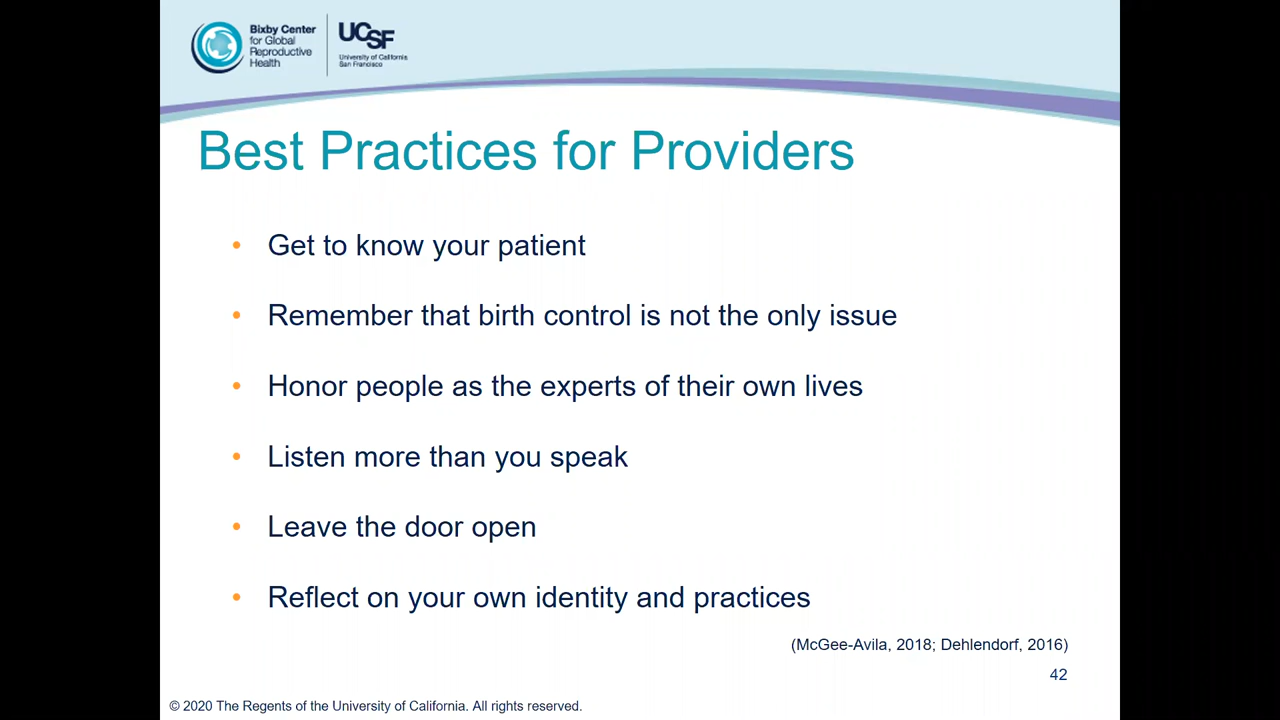 Bixby Center
for Global
Reproductive
Health
UCSF
University of California
San Francisco
Best Practices for Providers
• Get to know your patient
• Remember that birth control is not the only issue
• Honor people as the experts of their own lives
• Listen more than you speak
• Leave the door open
• Reflect on your own identity and practices
(McGee-Avila, 2018; Dehlendorf, 2016)
42
© 2020 The Regents of the University of California. All rights reserved.